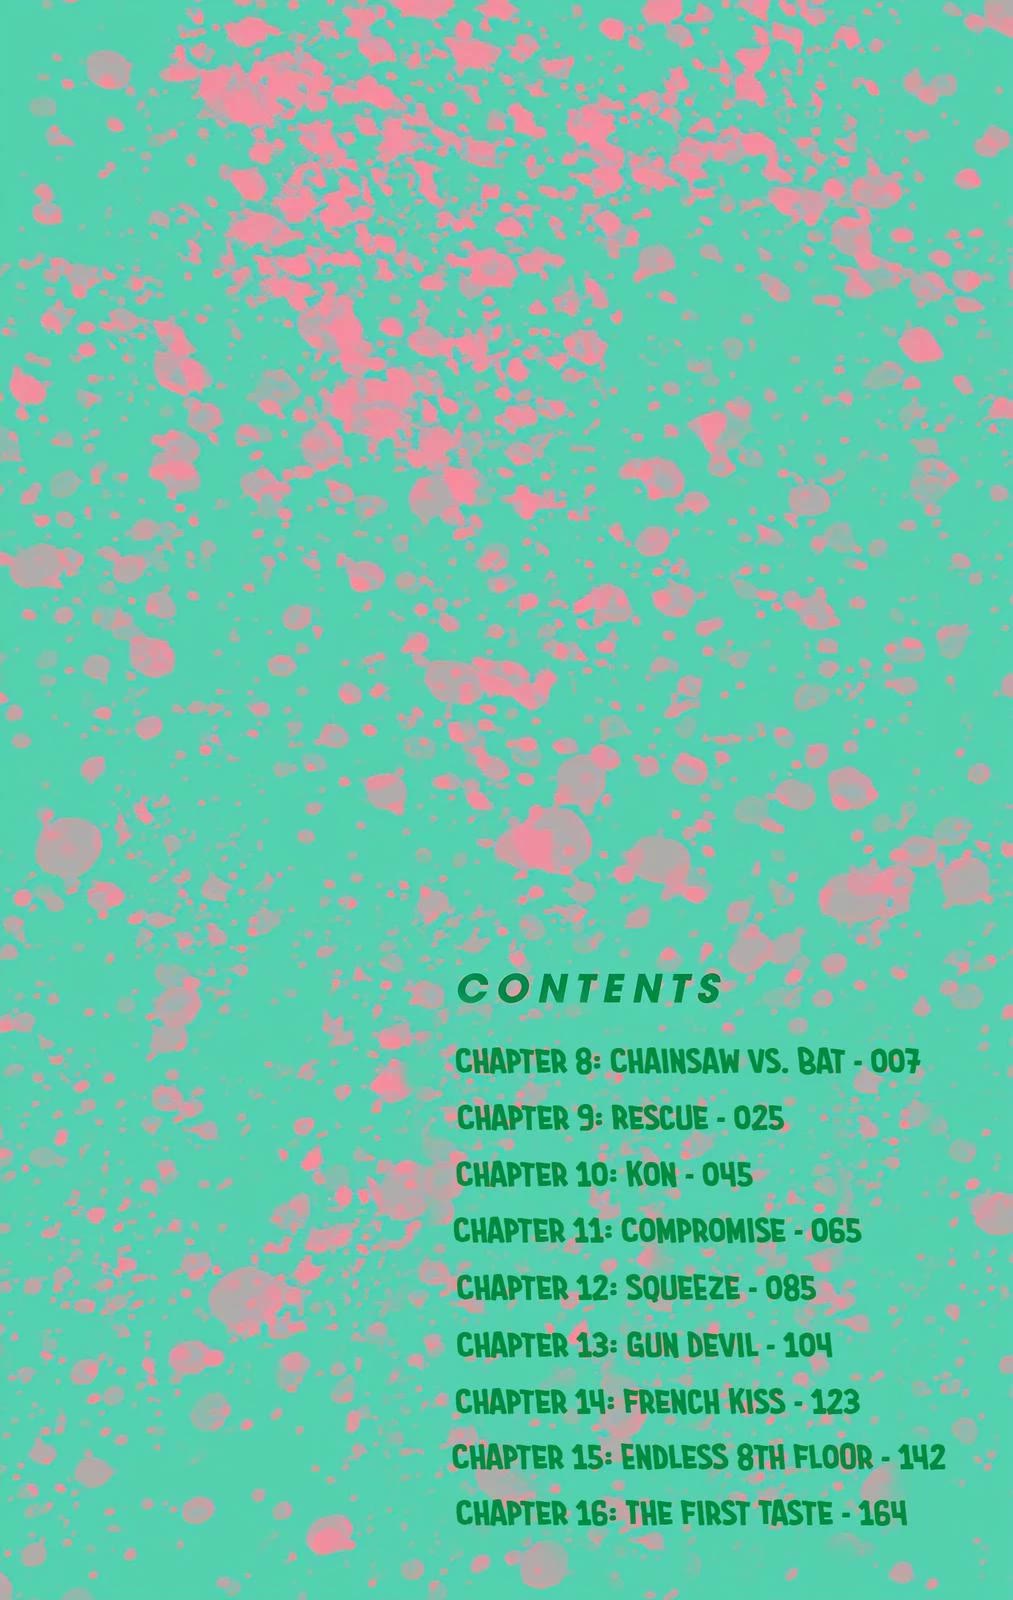 CONTENTS
CHAPTER 8: CHAINSAW VS. BAT - 007
CHAPTER 9: RESCUE - 025
CHAPTER 10: KON - 045
CHAPTER 11: COMPROMISE - 065
CHAPTER 12: SQUEEZE - 085
CHAPTER 13: GUN DEVIL - 104
CHAPTER 14: FRENCH KISS - 123
CHAPTER 15: ENDLESS 8TH FLOOR - 142
CHAPTER 16: THE FIRST TASTE - 164